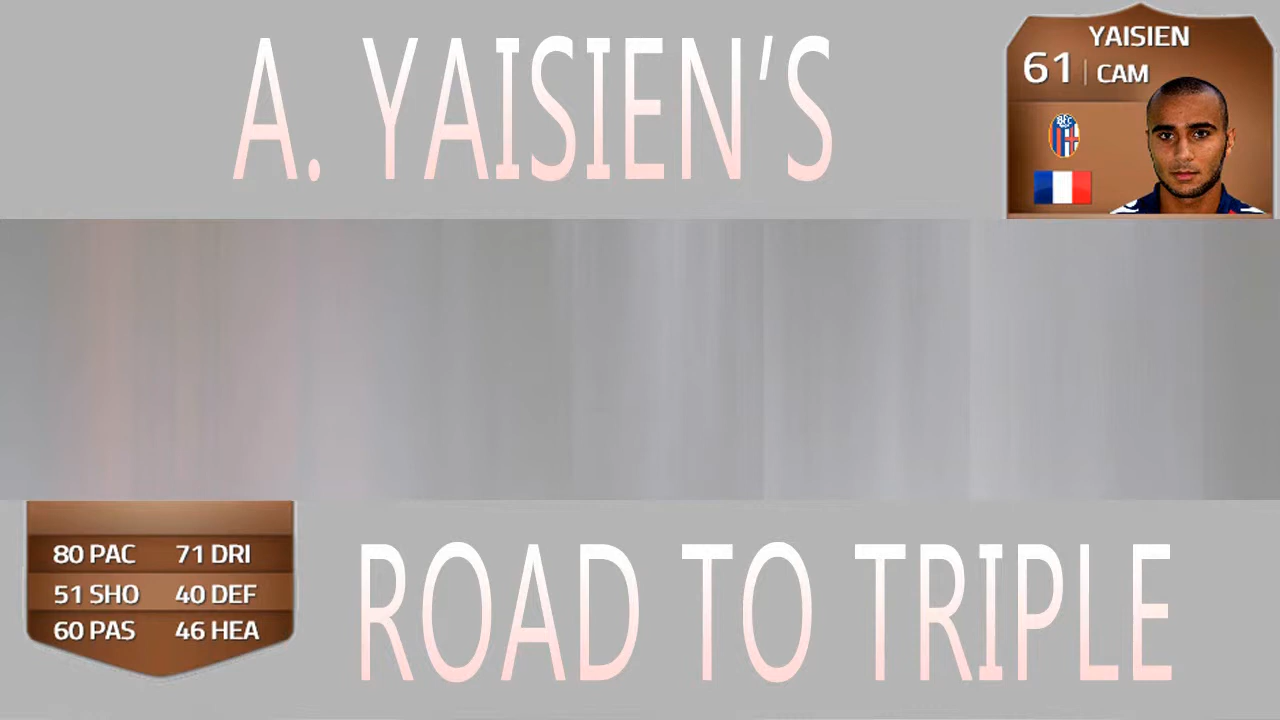 A. YAISIEN'S
YAISIEN
61 CAM
BFC
80 PAC 71 DRI
51 SHO 40 DEF
60 PAS 46 HEA
ROAD TO TRIPLE